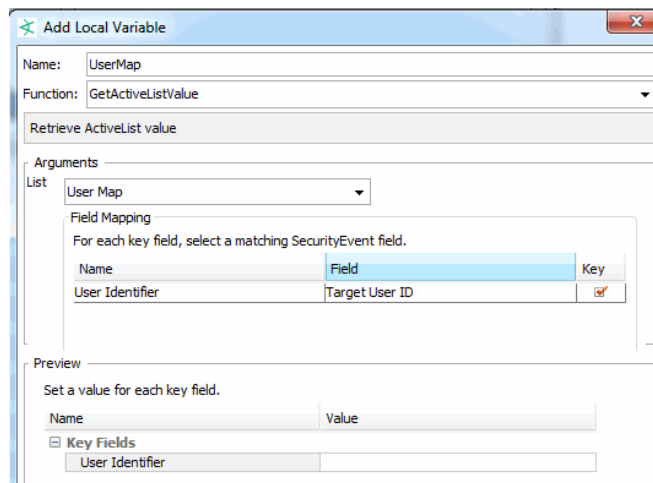 Add Local Variable
Name: UserMap
Function: GetActiveListValue
Retrieve ActiveList value
Arguments
List User Map
Field Mapping
For each key field, select a matching SecurityEvent field.
Name Field Key
User Identifier Target User ID
Preview
Set a value for each key field.
Name Value
Key Fields
User Identifier